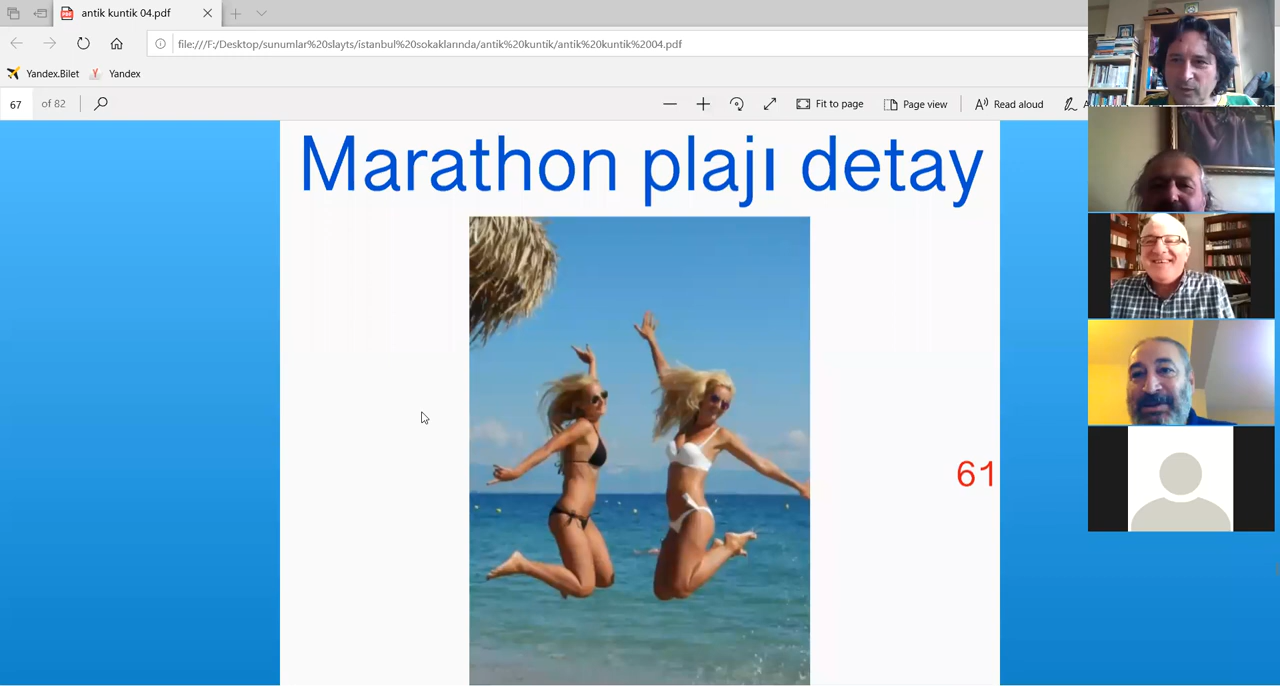 antik kuntik 04.pdf
file:///F:/Desktop/sunumlar%20slayts/istanbul%20sokaklarında/antik%20kuntik/antik%20kuntik%2004.pdf
Yandex.Bilet Yandex
67 of 82 Fit to page Page view Read aloud
Marathon plajı detay
61